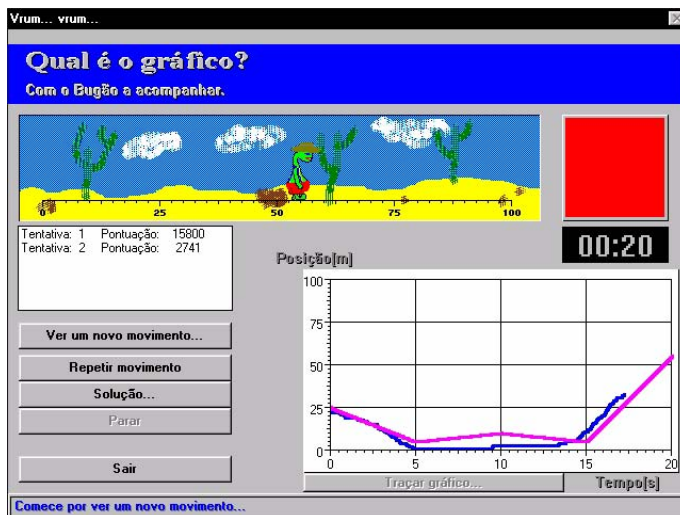 Vrum... vrum...
Qual é o gráfico?
Com o Bugão a acompanhar.
0 25 50 75 100
Tentativa: 1 Pontuação: 15800
Tentativa: 2 Pontuação: 2741
00:20
Posição[m]
100
75
50
25
0
0 5 10 15 20
Ver um novo movimento...
Repetir movimento
Solução...
Parar
Sair
Traçar gráfico...
Tempo[s]
Comece por ver um novo movimento...